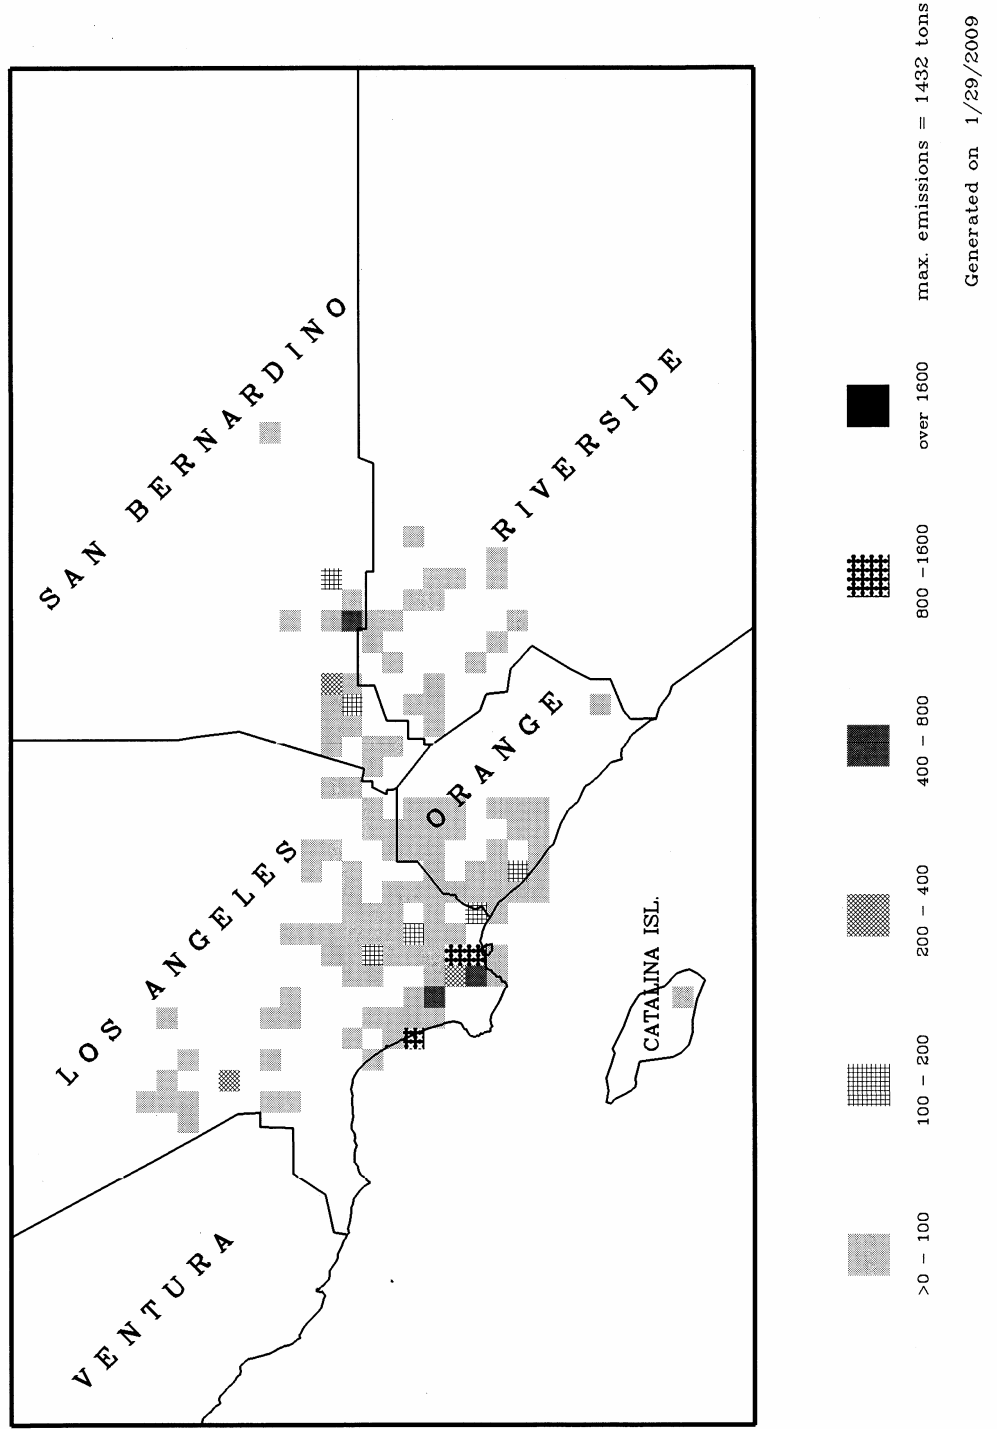 SAN BERNARDINO
LOS ANGELES
VENTURA
ORANGE
RIVERSIDE
CATALINA ISL.
>0 - 100
100 - 200
200 - 400
400 - 800
800 -1600
over 1600
max. emissions = 1432 tons
Generated on 1/29/2009